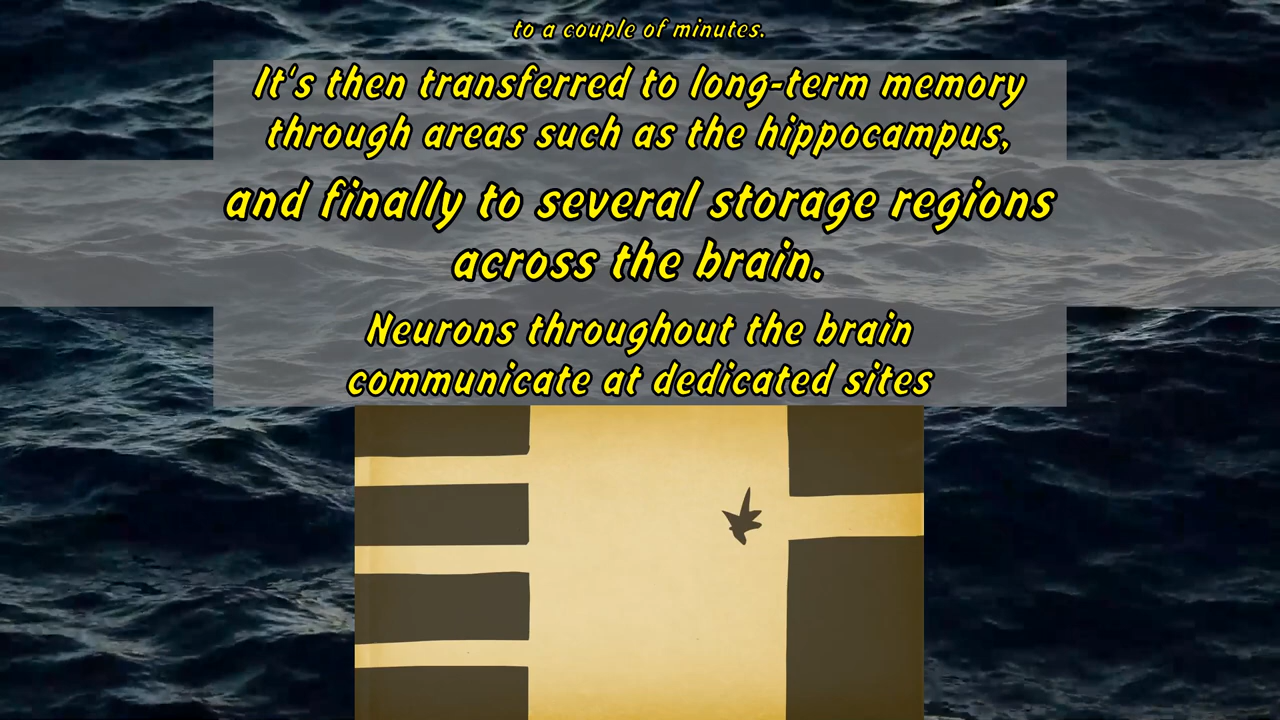 to a couple of minutes.
It's then transferred to long-term memory
through areas such as the hippocampus,
and finally to several storage regions
across the brain.
Neurons throughout the brain
communicate at dedicated sites